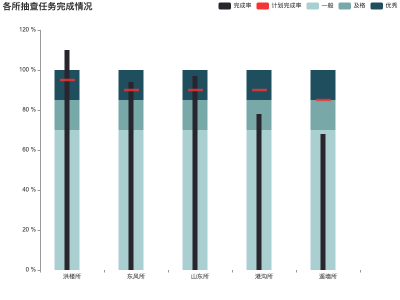 各所抽查任务完成情况
完成率 计划完成率 一般 及格 优秀
120 %
100 %
80 %
60 %
40 %
20 %
0 %
洪楼所 东风所 山东所 港沟所 遥墙所